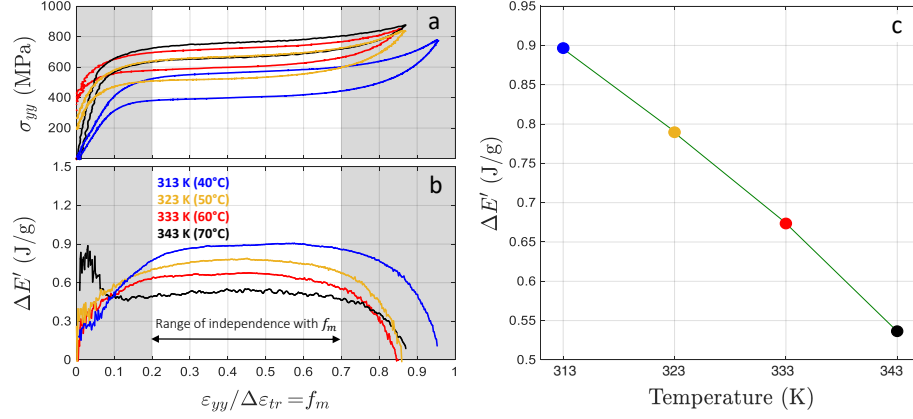 1000
800
600
400
200
0
σyy (MPa)
a
1.5
1.2
0.9
0.6
0.3
0
ΔE′ (J/g)
b
313 K (40°C)
323 K (50°C)
333 K (60°C)
343 K (70°C)
Range of independence with fm
0 0.1 0.2 0.3 0.4 0.5 0.6 0.7 0.8 0.9 1
εyy/Δεtr=fm
0.95
0.9
0.85
0.8
0.75
0.7
0.65
0.6
0.55
0.5
ΔE′ (J/g)
c
313 323 333 343
Temperature (K)